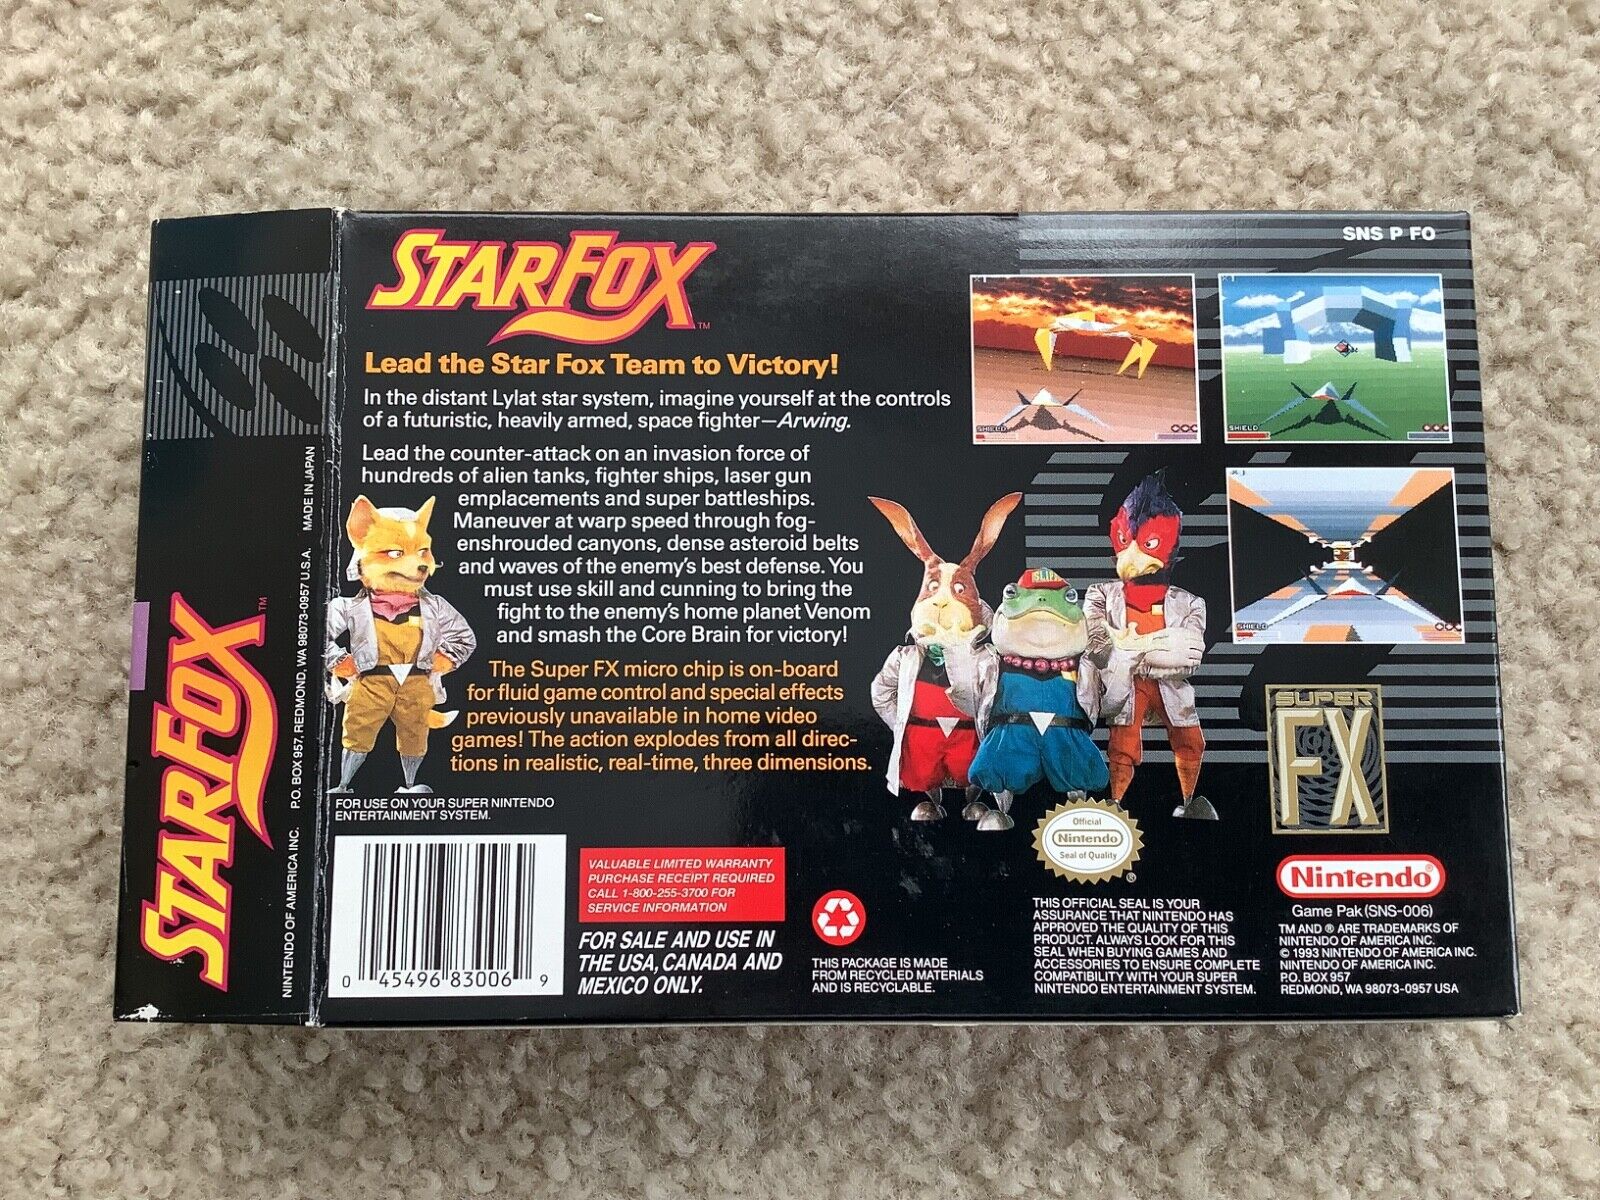 STARFOX™
SNS P FO
Lead the Star Fox Team to Victory!
In the distant Lylat star system, imagine yourself at the controls
of a futuristic, heavily armed, space fighter—Arwing.
Lead the counter-attack on an invasion force of
hundreds of alien tanks, fighter ships, laser gun
emplacements and super battleships.
Maneuver at warp speed through fog-
enshrouded canyons, dense asteroid belts
and waves of the enemy's best defense. You
must use skill and cunning to bring the
fight to the enemy's home planet Venom
and smash the Core Brain for victory!
The Super FX micro chip is on-board
for fluid game control and special effects
previously unavailable in home video
games! The action explodes from all direc-
tions in realistic, real-time, three dimensions.
FOR USE ON YOUR SUPER NINTENDO
ENTERTAINMENT SYSTEM.
0 45496 83006 9
VALUABLE LIMITED WARRANTY
PURCHASE RECEIPT REQUIRED
CALL 1-800-255-3700 FOR
SERVICE INFORMATION
FOR SALE AND USE IN
THE USA, CANADA AND
MEXICO ONLY.
THIS PACKAGE IS MADE
FROM RECYCLED MATERIALS
AND IS RECYCLABLE.
SHIELD
SHIELD
SHIELD
Official
Nintendo
Seal of Quality
®
THIS OFFICIAL SEAL IS YOUR
ASSURANCE THAT NINTENDO HAS
APPROVED THE QUALITY OF THIS
PRODUCT. ALWAYS LOOK FOR THIS
SEAL WHEN BUYING GAMES AND
ACCESSORIES TO ENSURE COMPLETE
COMPATIBILITY WITH YOUR SUPER
NINTENDO ENTERTAINMENT SYSTEM.
SUPER
FX
Nintendo®
Game Pak (SNS-006)
TM AND ® ARE TRADEMARKS OF
NINTENDO OF AMERICA INC.
© 1993 NINTENDO OF AMERICA INC.
NINTENDO OF AMERICA INC.
P.O. BOX 957
REDMOND, WA 98073-0957 USA
STARFOX™
NINTENDO OF AMERICA INC. P.O. BOX 957, REDMOND, WA 98073-0957 U.S.A. MADE IN JAPAN